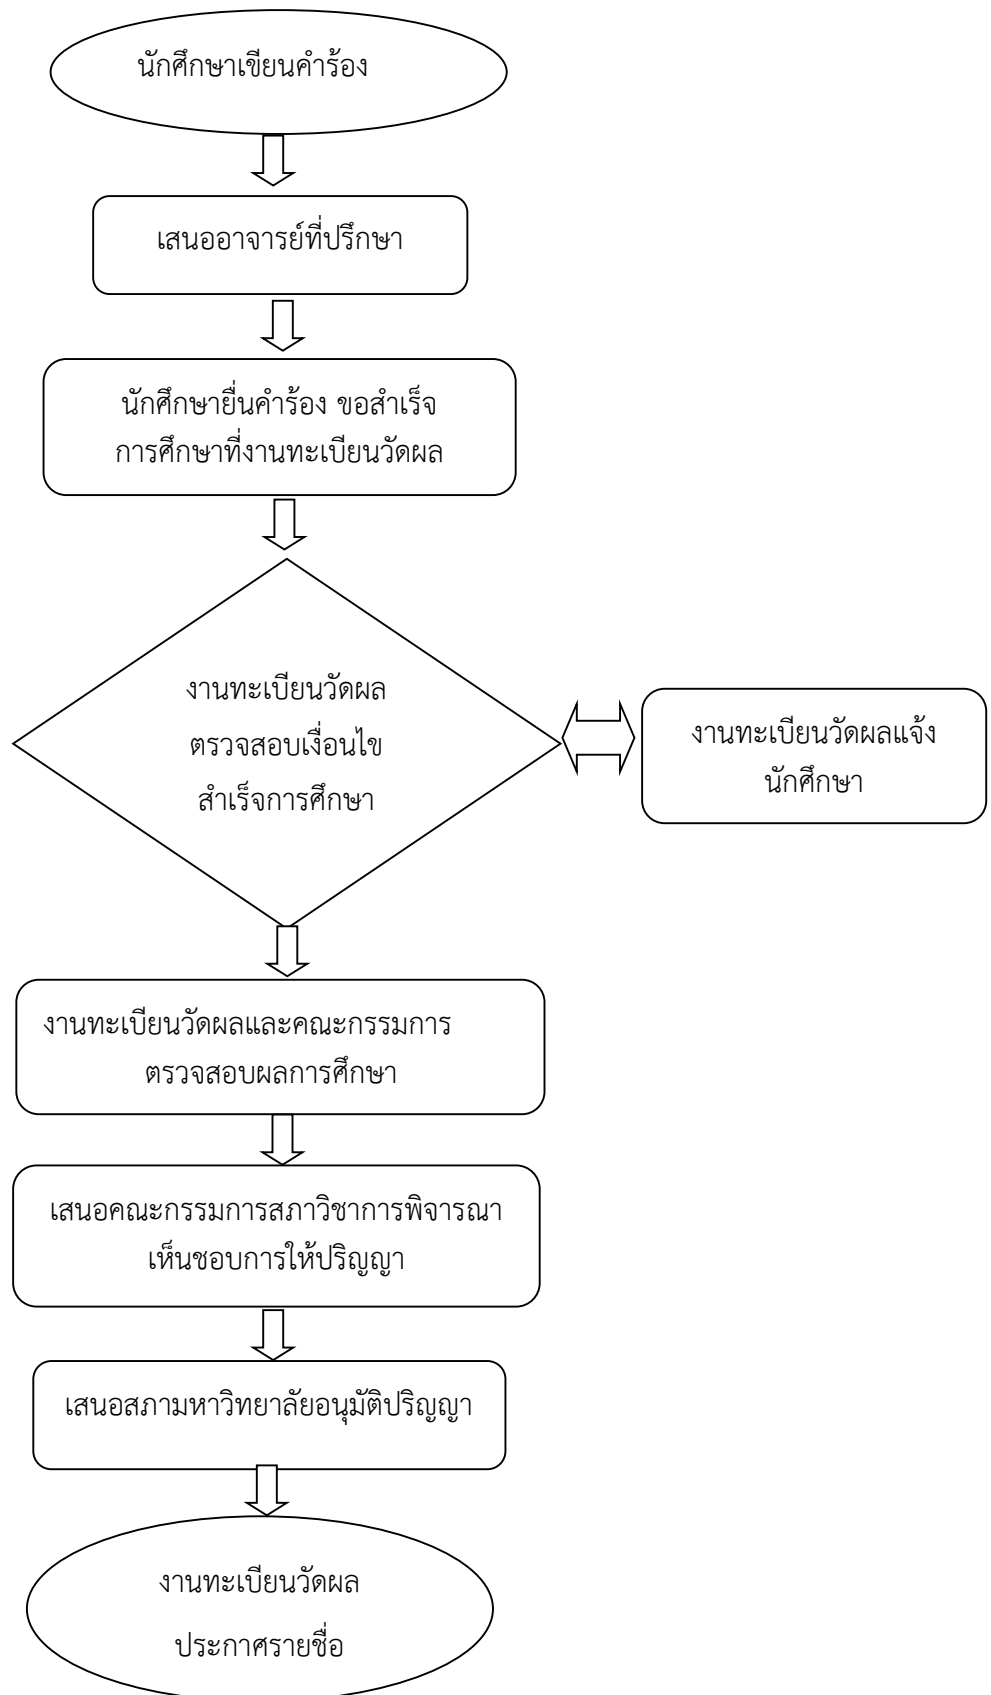 นักศึกษาเขียนคำร้อง
เสนออาจารย์ที่ปรึกษา
นักศึกษายื่นคำร้อง ขอสำเร็จ
การศึกษาที่งานทะเบียนวัดผล
งานทะเบียนวัดผล
ตรวจสอบเงื่อนไข
สำเร็จการศึกษา
งานทะเบียนวัดผลแจ้ง
นักศึกษา
งานทะเบียนวัดผลและคณะกรรมการ
ตรวจสอบผลการศึกษา
เสนอคณะกรรมการสภาวิชาการพิจารณา
เห็นชอบการให้ปริญญา
เสนอสภามหาวิทยาลัยอนุมัติปริญญา
งานทะเบียนวัดผล
ประกาศรายชื่อ